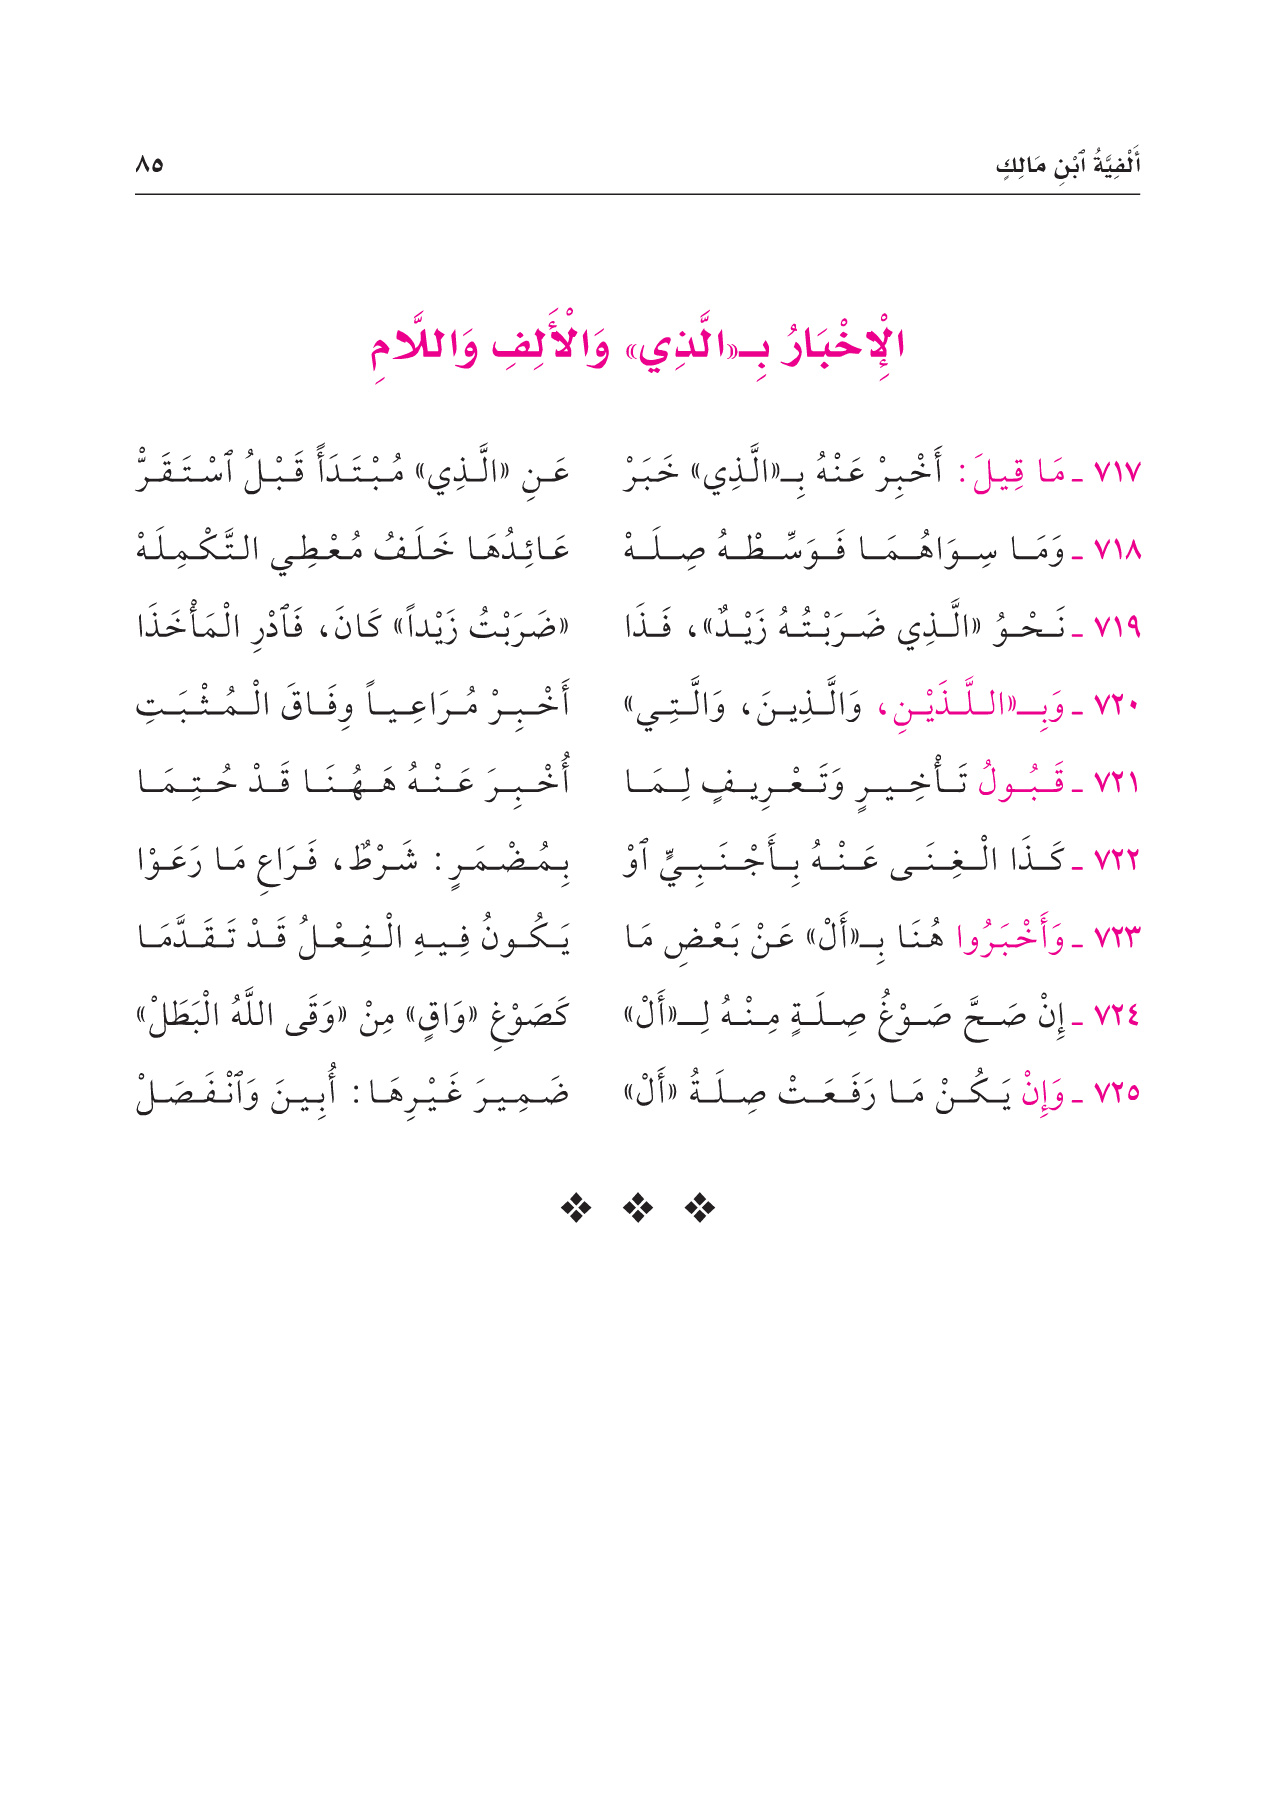 أَلْفِيَّةُ ٱبْنِ مَالِكٍ ٨٥
الْإِخْبَارُ بِـ«الَّذِي» وَالْأَلِفِ وَاللَّامِ
٧١٧ ـ مَا قِيلَ: أَخْبِرْ عَنْهُ بِـ«الَّذِي» خَبَرْ عَنِ «الَّذِي» مُبْتَدَأً قَبْلُ ٱسْتَقَرّْ
٧١٨ ـ وَمَا سِوَاهُمَا فَوَسِّطْهُ صِلَهْ عَائِدُهَا خَلَفُ مُعْطِي التَّكْمِلَهْ
٧١٩ ـ نَحْوُ «الَّذِي ضَرَبْتُهُ زَيْدٌ»، فَذَا «ضَرَبْتُ زَيْداً» كَانَ، فَٱدْرِ الْمَأْخَذَا
٧٢٠ ـ وَبِـ«اللَّذَيْنِ، وَالَّذِينَ، وَالَّتِي» أَخْبِرْ مُرَاعِياً وِفَاقَ الْمُثْبَتِ
٧٢١ ـ قَبُولُ تَأْخِيرٍ وَتَعْرِيفٍ لِمَا أُخْبِرَ عَنْهُ هَهُنَا قَدْ حُتِمَا
٧٢٢ ـ كَذَا الْغِنَى عَنْهُ بِأَجْنَبِيٍّ ٱوْ بِمُضْمَرٍ: شَرْطٌ، فَرَاعِ مَا رَعَوْا
٧٢٣ ـ وَأَخْبَرُوا هُنَا بِـ«أَلْ» عَنْ بَعْضِ مَا يَكُونُ فِيهِ الْفِعْلُ قَدْ تَقَدَّمَا
٧٢٤ ـ إِنْ صَحَّ صَوْغُ صِلَةٍ مِنْهُ لِـ«أَلْ» كَصَوْغِ «وَاقٍ» مِنْ «وَقَى اللَّهُ الْبَطَلْ»
٧٢٥ ـ وَإِنْ يَكُنْ مَا رَفَعَتْ صِلَةُ «أَلْ» ضَمِيرَ غَيْرِهَا: أُبِينَ وَٱنْفَصَلْ